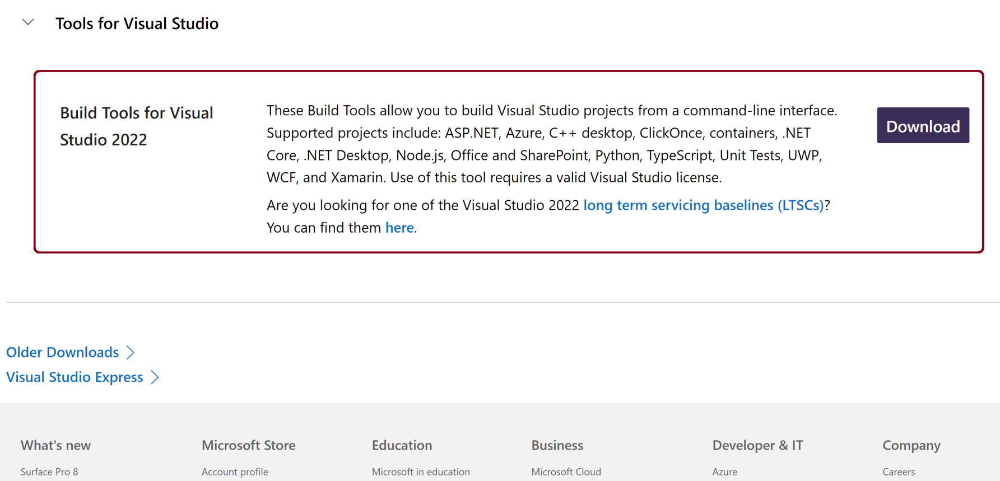 Tools for Visual Studio
Build Tools for Visual
Studio 2022
These Build Tools allow you to build Visual Studio projects from a command-line interface.
Supported projects include: ASP.NET, Azure, C++ desktop, ClickOnce, containers, .NET
Core, .NET Desktop, Node.js, Office and SharePoint, Python, TypeScript, Unit Tests, UWP,
WCF, and Xamarin. Use of this tool requires a valid Visual Studio license.
Are you looking for one of the Visual Studio 2022 long term servicing baselines (LTSCs)?
You can find them here.
Download
Older Downloads
Visual Studio Express
What's new
Surface Pro 8
Microsoft Store
Account profile
Education
Microsoft in education
Business
Microsoft Cloud
Developer & IT
Azure
Company
Careers